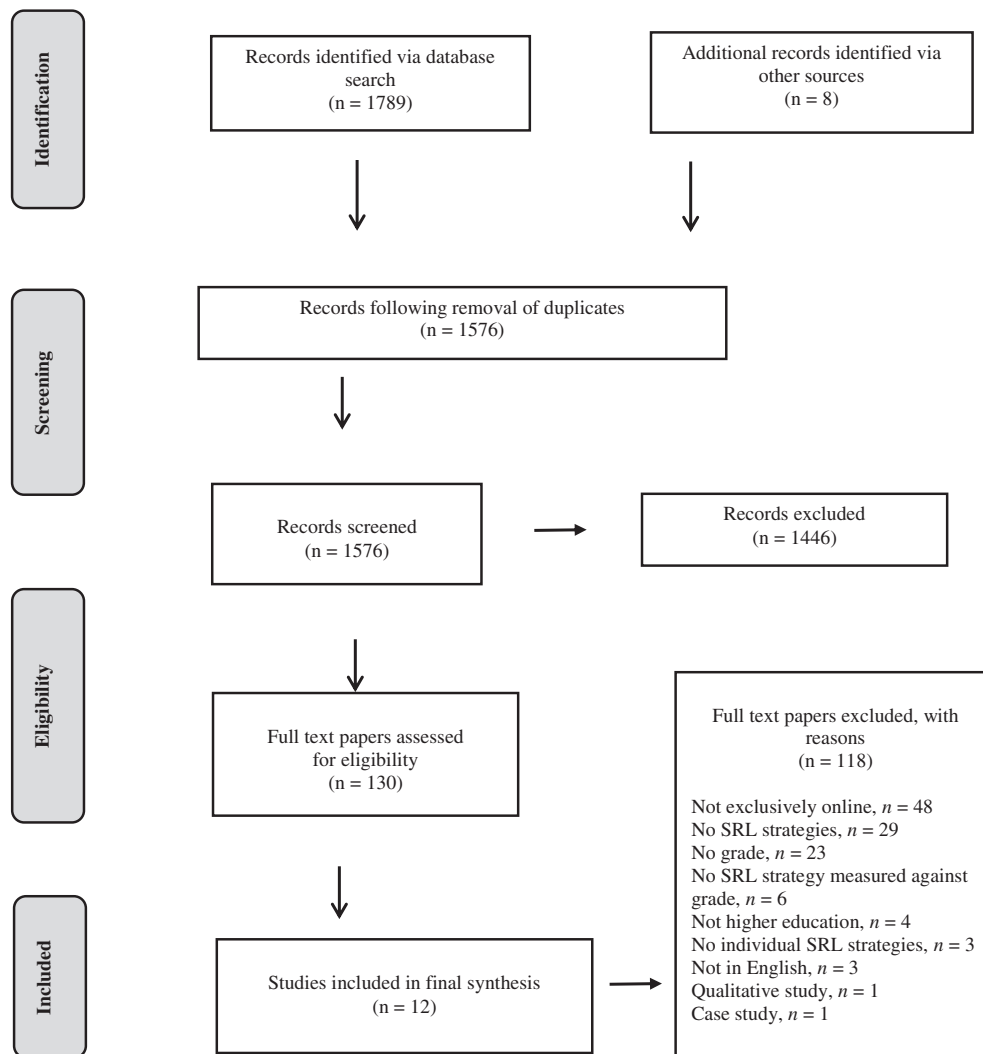 Identification
Records identified via database
search
(n = 1789)
Additional records identified via
other sources
(n = 8)
Screening
Records following removal of duplicates
(n = 1576)
Records screened
(n = 1576)
Records excluded
(n = 1446)
Eligibility
Full text papers assessed
for eligibility
(n = 130)
Full text papers excluded, with
reasons
(n = 118)
Not exclusively online, n = 48
No SRL strategies, n = 29
No grade, n = 23
No SRL strategy measured against
grade, n = 6
Not higher education, n = 4
No individual SRL strategies, n = 3
Not in English, n = 3
Qualitative study, n = 1
Case study, n = 1
Included
Studies included in final synthesis
(n = 12)